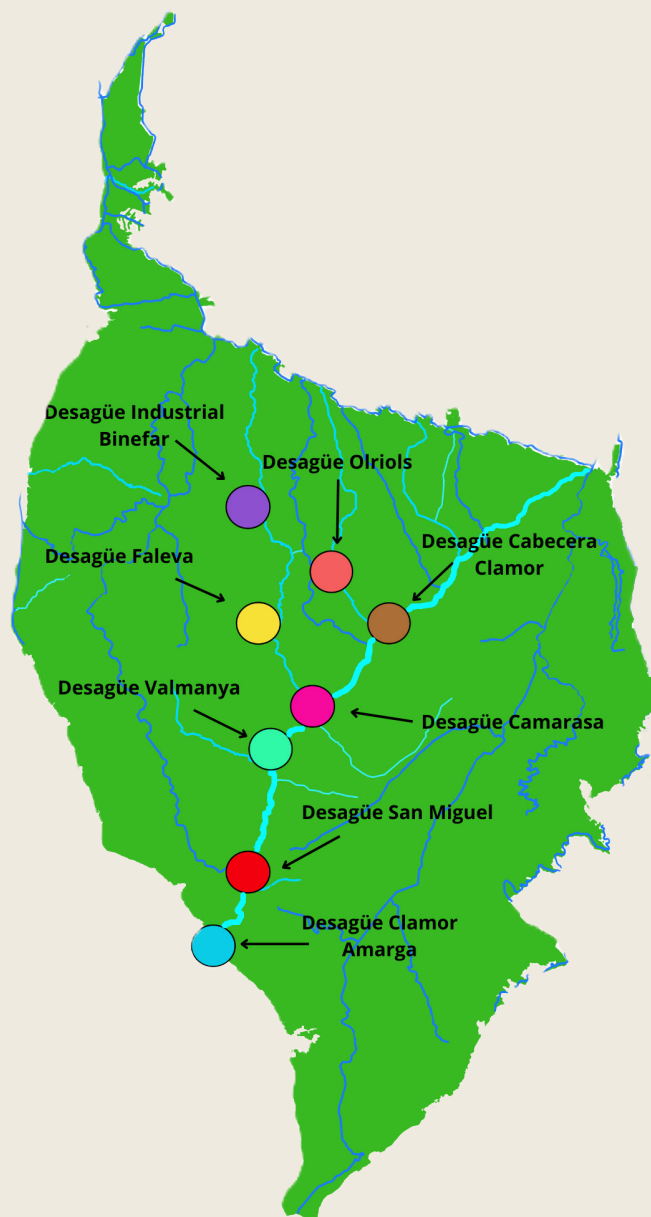 Desagüe Industrial
Binefar
Desagüe Olriols
Desagüe Cabecera
Clamor
Desagüe Faleva
Desagüe Valmanya
Desagüe Camarasa
Desagüe San Miguel
Desagüe Clamor
Amarga